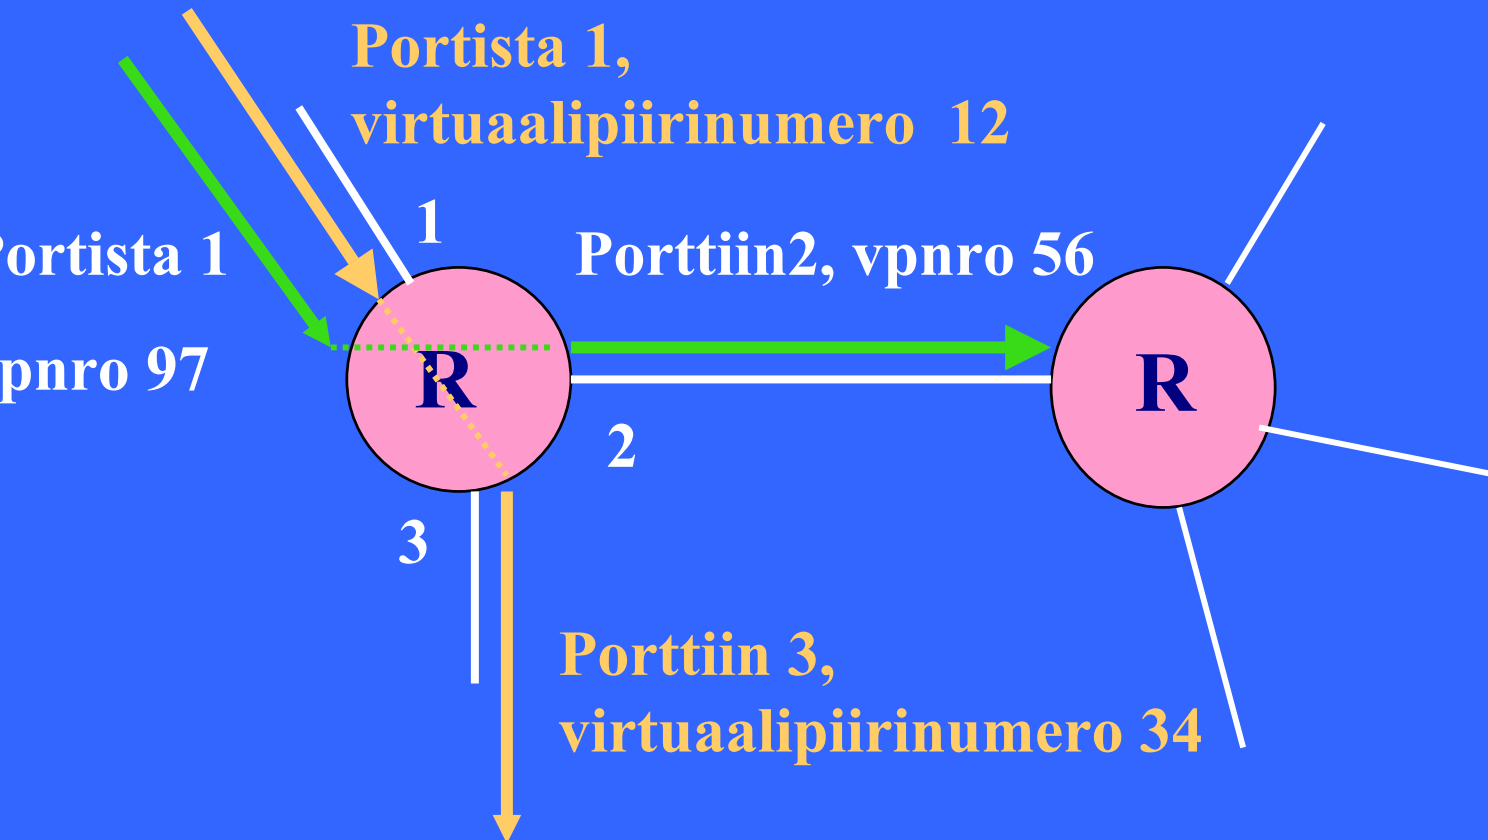 Portista 1,
virtuaalipiirinumero 12
1
ortista 1
Porttiin2, vpnro 56
pnro 97
R
R
2
3
Porttiin 3,
virtuaalipiirinumero 34